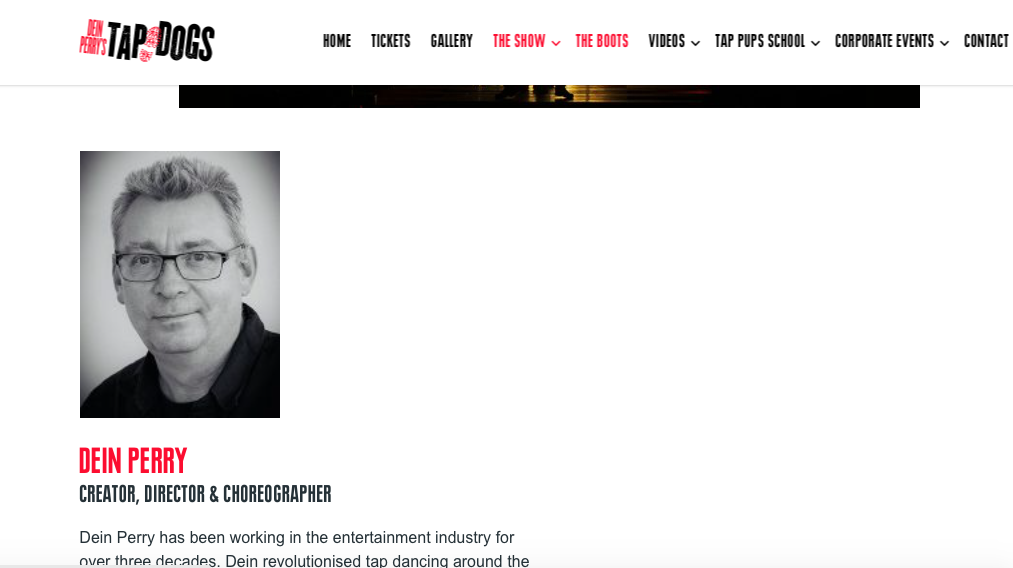 DEIN
PERRY'S
TAP DOGS
HOME TICKETS GALLERY THE SHOW THE BOOTS VIDEOS TAP PUPS SCHOOL CORPORATE EVENTS CONTACT
DEIN PERRY
CREATOR, DIRECTOR & CHOREOGRAPHER
Dein Perry has been working in the entertainment industry for
over three decades. Dein revolutionised tap dancing around the